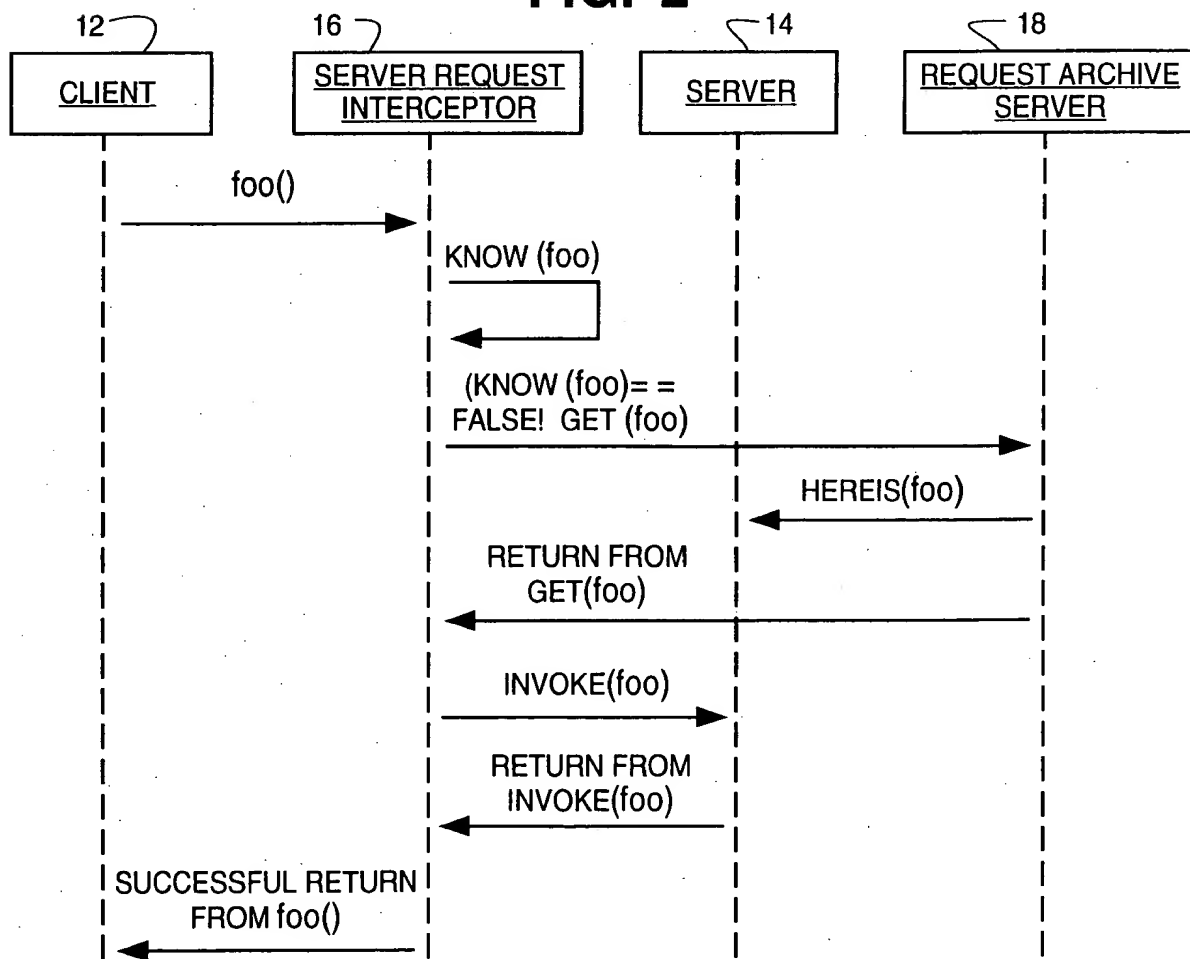 12
16
14
18
CLIENT
SERVER REQUEST
INTERCEPTOR
SERVER
REQUEST ARCHIVE
SERVER
foo()
KNOW (foo)
(KNOW (foo)= =
FALSE! GET (foo)
HEREIS(foo)
RETURN FROM
GET(foo)
INVOKE(foo)
RETURN FROM
INVOKE(foo)
SUCCESSFUL RETURN
FROM foo()